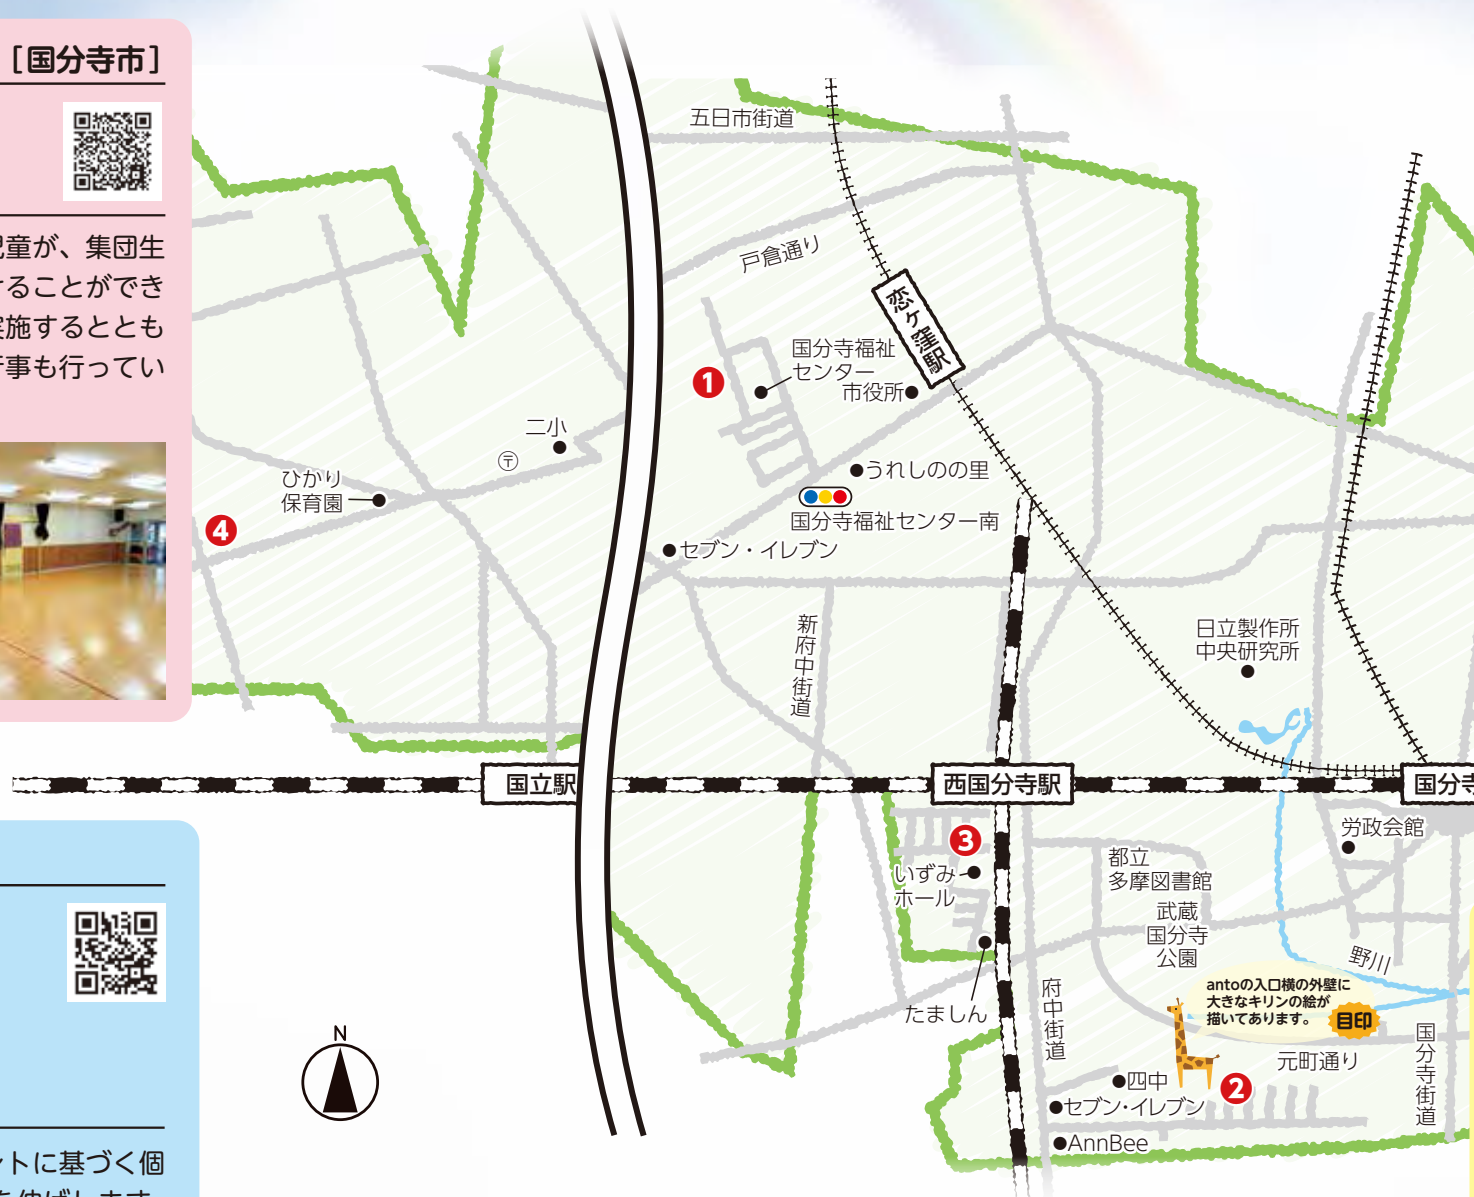 [国分寺市]
児童が、集団生
けることができ
実施するととも
行事も行ってい
五日市街道
戸倉通り
恋ヶ窪駅
国分寺福祉
センター
1
市役所
二小
〒
ひかり
保育園
4
うれしのの里
国分寺福祉センター南
セブン・イレブン
新府中街道
日立製作所
中央研究所
国立駅
西国分寺駅
国分寺
労政会館
3
いずみ
ホール
都立
多摩図書館
武蔵
国分寺
公園
野川
antoの入口横の外壁に
大きなキリンの絵が
描いてあります。
目印
たましん
府中街道
国分寺街道
元町通り
四中
2
セブン・イレブン
AnnBee
N
ントに基づく個
を伸ばします